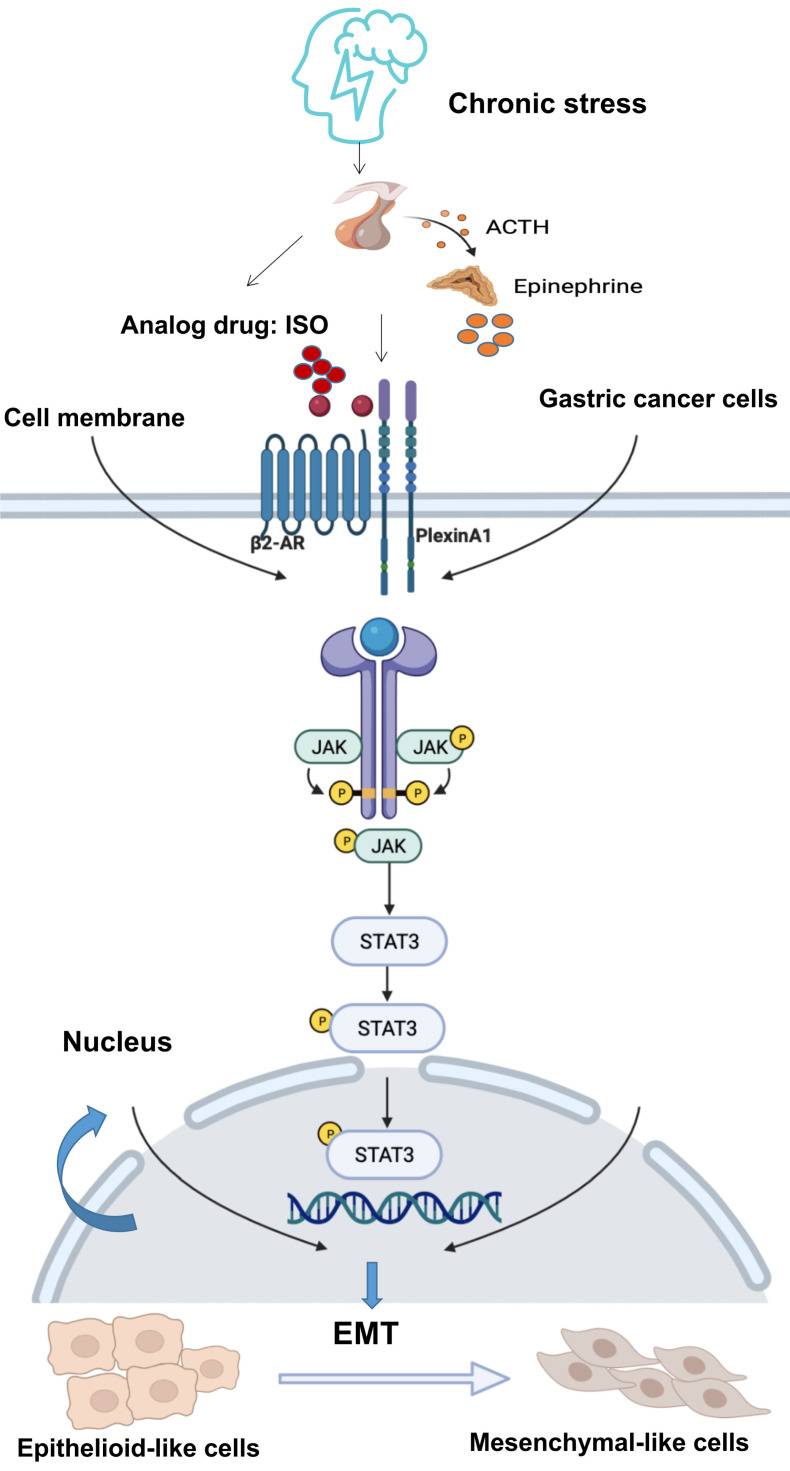 Chronic stress
ACTH
Epinephrine
Analog drug: ISO
Cell membrane
Gastric cancer cells
β2-AR
PlexinA1
JAK
JAK
P
P
P
P
JAK
STAT3
P
STAT3
Nucleus
P
STAT3
EMT
Epithelioid-like cells
Mesenchymal-like cells